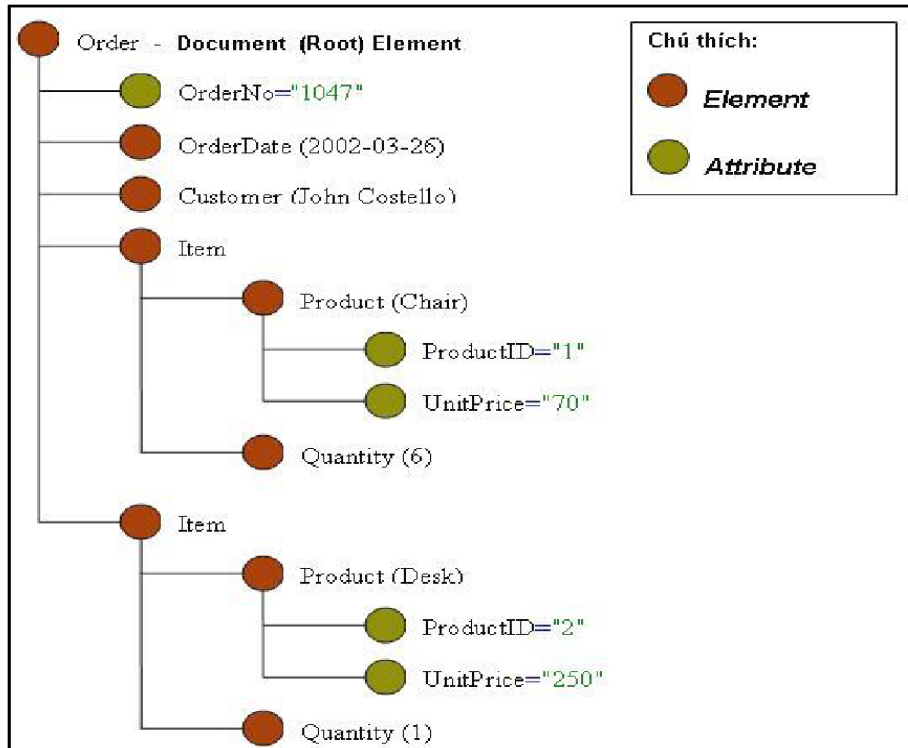 Order - Document (Root) Element
OrderNo="1047"
OrderDate (2002-03-26)
Customer (John Costello)
Item
Product (Chair)
ProductID="1"
UnitPrice="70"
Quantity (6)
Item
Product (Desk)
ProductID="2"
UnitPrice="250"
Quantity (1)
Chú thích:
Element
Attribute